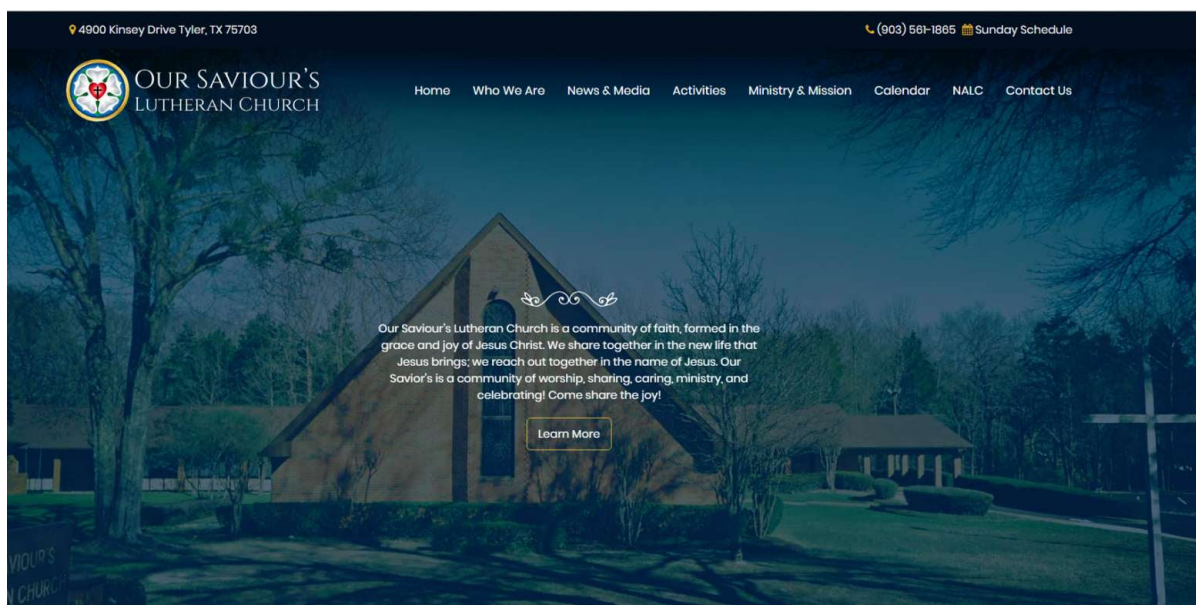 4900 Kinsey Drive Tyler, TX 75703
(903) 561-1865 Sunday Schedule
OUR SAVIOUR'S
LUTHERAN CHURCH
Home Who We Are News & Media Activities Ministry & Mission Calendar NALC Contact Us
Our Saviour's Lutheran Church is a community of faith, formed in the
grace and joy of Jesus Christ. We share together in the new life that
Jesus brings; we reach out together in the name of Jesus. Our
Savior's is a community of worship, sharing, caring, ministry, and
celebrating! Come share the joy!
Learn More
VIOUR'S
N CHURC